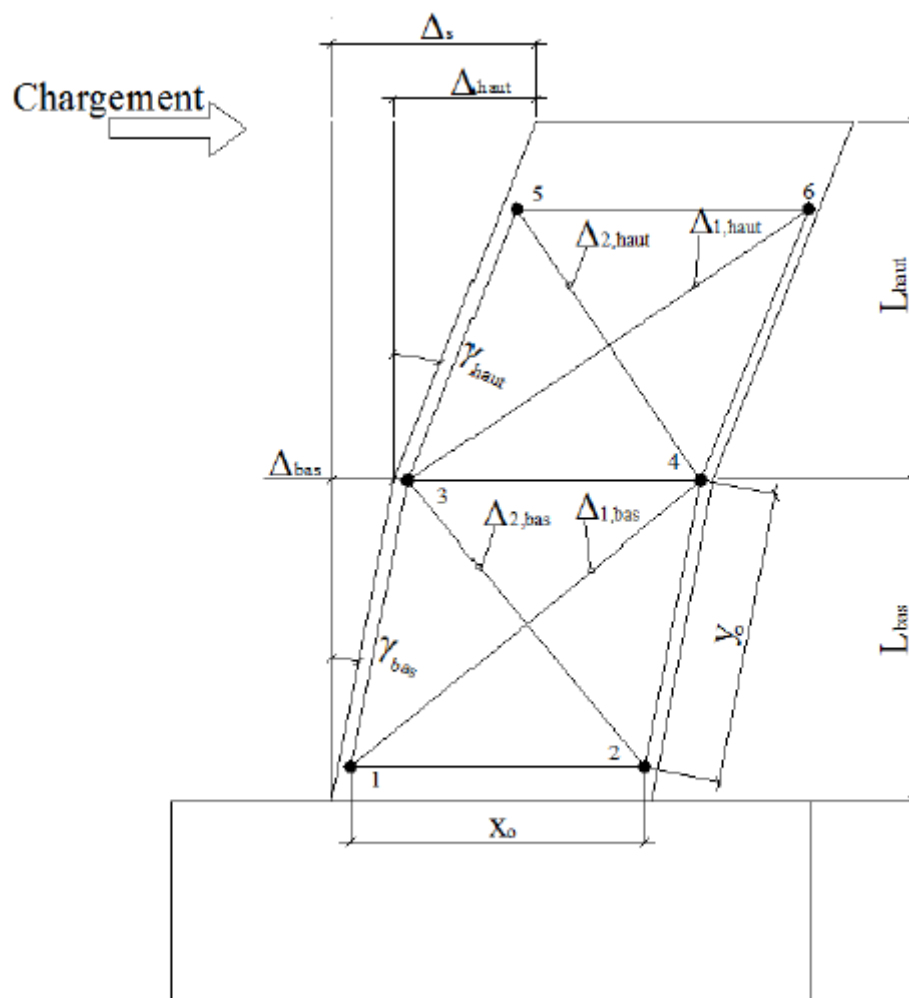 Δs
Δhaut
Chargement
5
6
Δ2,haut
Δ1,haut
Lhaut
γhaut
Δbas
4
3
Δ2,bas
Δ1,bas
yo
Lbas
γbas
2
1
xo